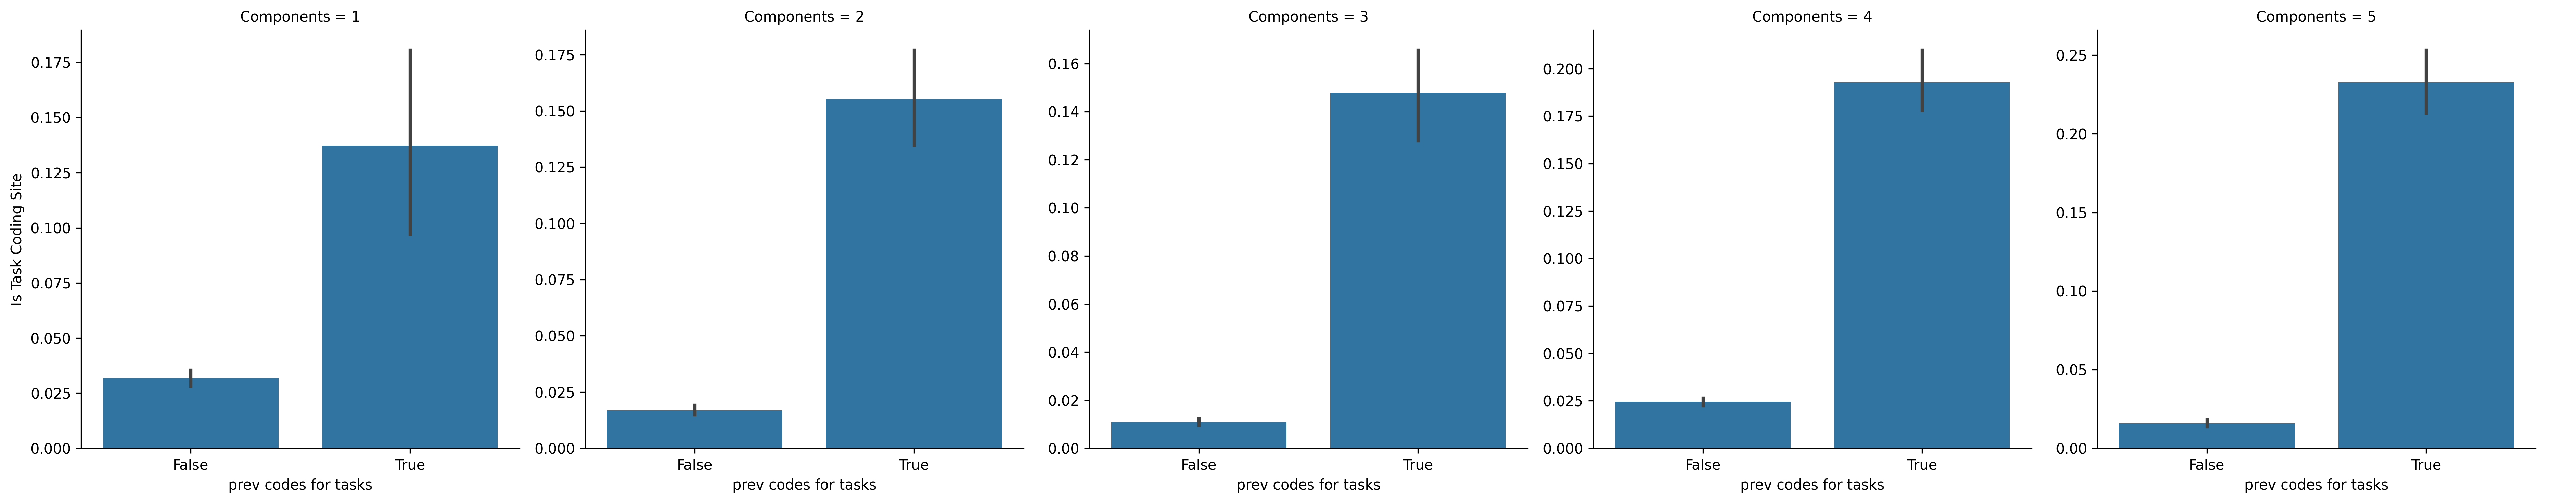 Components = 1
Components = 2
Components = 3
Components = 4
Components = 5
Is Task Coding Site
0.175
0.150
0.125
0.100
0.075
0.050
0.025
0.000
False
True
prev codes for tasks
0.175
0.150
0.125
0.100
0.075
0.050
0.025
0.000
False
True
prev codes for tasks
0.16
0.14
0.12
0.10
0.08
0.06
0.04
0.02
0.00
False
True
prev codes for tasks
0.200
0.175
0.150
0.125
0.100
0.075
0.050
0.025
0.000
False
True
prev codes for tasks
0.25
0.20
0.15
0.10
0.05
0.00
False
True
prev codes for tasks